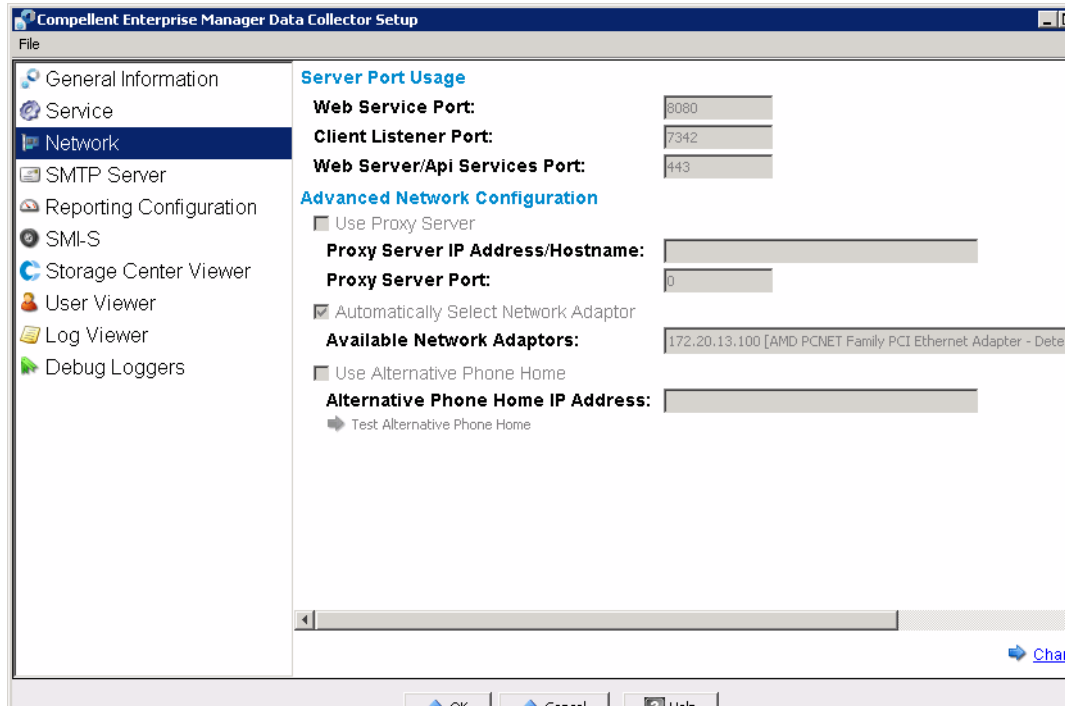 Compellent Enterprise Manager Data Collector Setup
File
General Information
Service
Network
SMTP Server
Reporting Configuration
SMI-S
Storage Center Viewer
User Viewer
Log Viewer
Debug Loggers
Server Port Usage
Web Service Port: 8080
Client Listener Port: 7342
Web Server/Api Services Port: 443
Advanced Network Configuration
Use Proxy Server
Proxy Server IP Address/Hostname:
Proxy Server Port: 0
Automatically Select Network Adaptor
Available Network Adaptors: 172.20.13.100 [AMD PCNET Family PCI Ethernet Adapter - Dete
Use Alternative Phone Home
Alternative Phone Home IP Address:
Test Alternative Phone Home
Char
OK Cancel Help